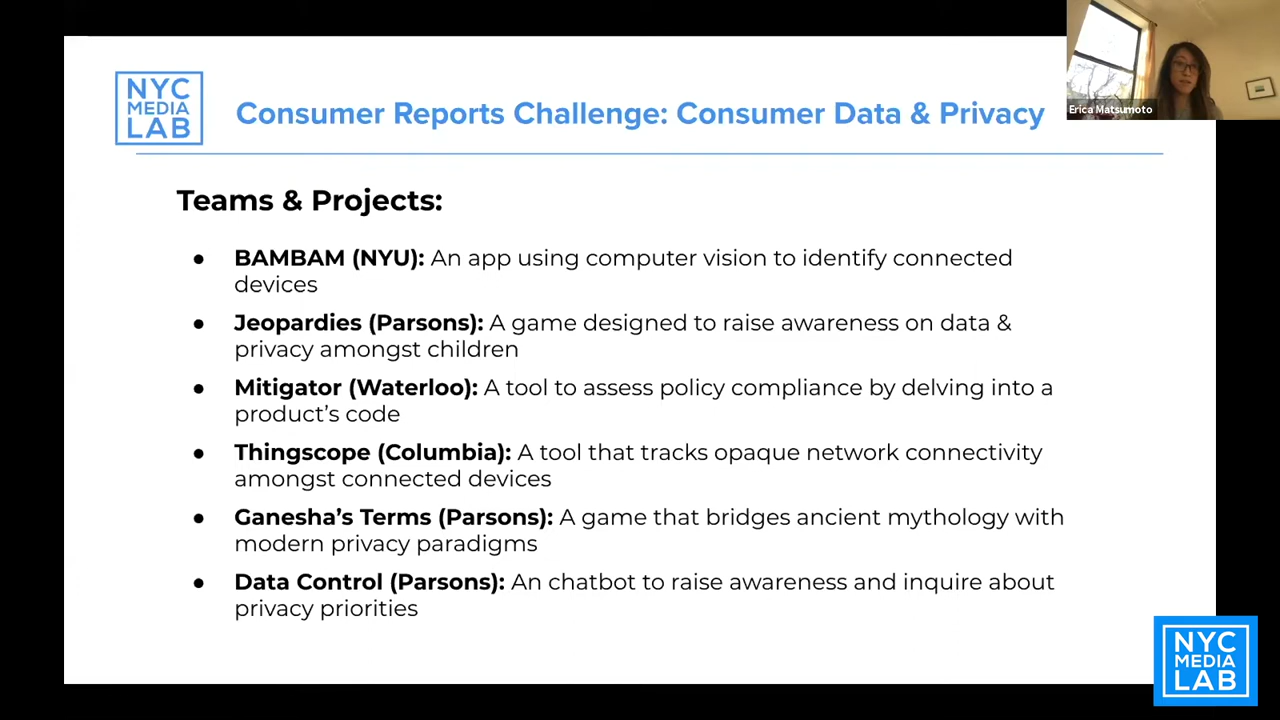 NYC
MEDIA
LAB
Consumer Reports Challenge: Consumer Data & Privacy
Erica Matsumoto
Teams & Projects:
● BAMBAM (NYU): An app using computer vision to identify connected
devices
● Jeopardies (Parsons): A game designed to raise awareness on data &
privacy amongst children
● Mitigator (Waterloo): A tool to assess policy compliance by delving into a
product’s code
● Thingscope (Columbia): A tool that tracks opaque network connectivity
amongst connected devices
● Ganesha’s Terms (Parsons): A game that bridges ancient mythology with
modern privacy paradigms
● Data Control (Parsons): An chatbot to raise awareness and inquire about
privacy priorities
NYC
MEDIA
LAB